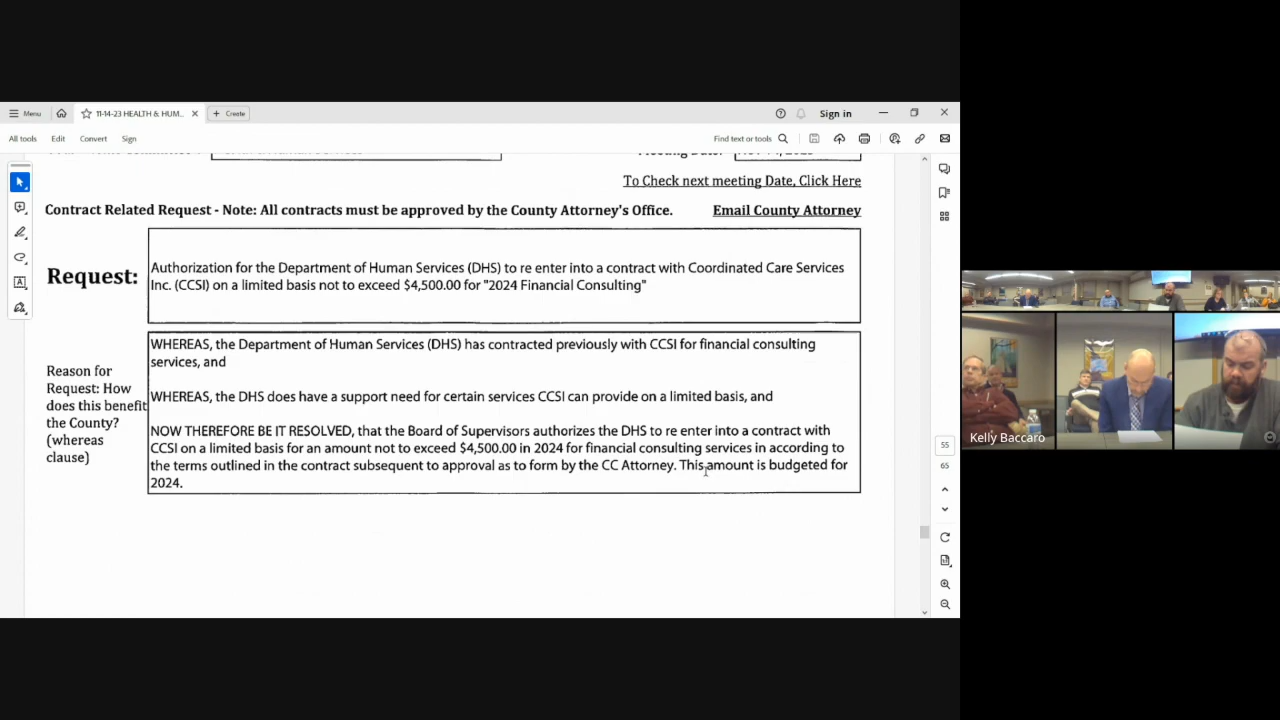 Menu
11-14-23 HEALTH & HUM...
Create
Sign in
All tools
Edit
Convert
Sign
Find text or tools
Meeting Date:
To Check next meeting Date, Click Here
Contract Related Request - Note: All contracts must be approved by the County Attorney's Office.
Email County Attorney
Request:
Authorization for the Department of Human Services (DHS) to re enter into a contract with Coordinated Care Services
Inc. (CCSI) on a limited basis not to exceed $4,500.00 for "2024 Financial Consulting"
Reason for
Request: How
does this benefit
the County?
(whereas
clause)
WHEREAS, the Department of Human Services (DHS) has contracted previously with CCSI for financial consulting
services, and
WHEREAS, the DHS does have a support need for certain services CCSI can provide on a limited basis, and
NOW THEREFORE BE IT RESOLVED, that the Board of Supervisors authorizes the DHS to re enter into a contract with
CCSI on a limited basis for an amount not to exceed $4,500.00 in 2024 for financial consulting services in according to
the terms outlined in the contract subsequent to approval as to form by the CC Attorney. This amount is budgeted for
2024.
55
65
Kelly Baccaro